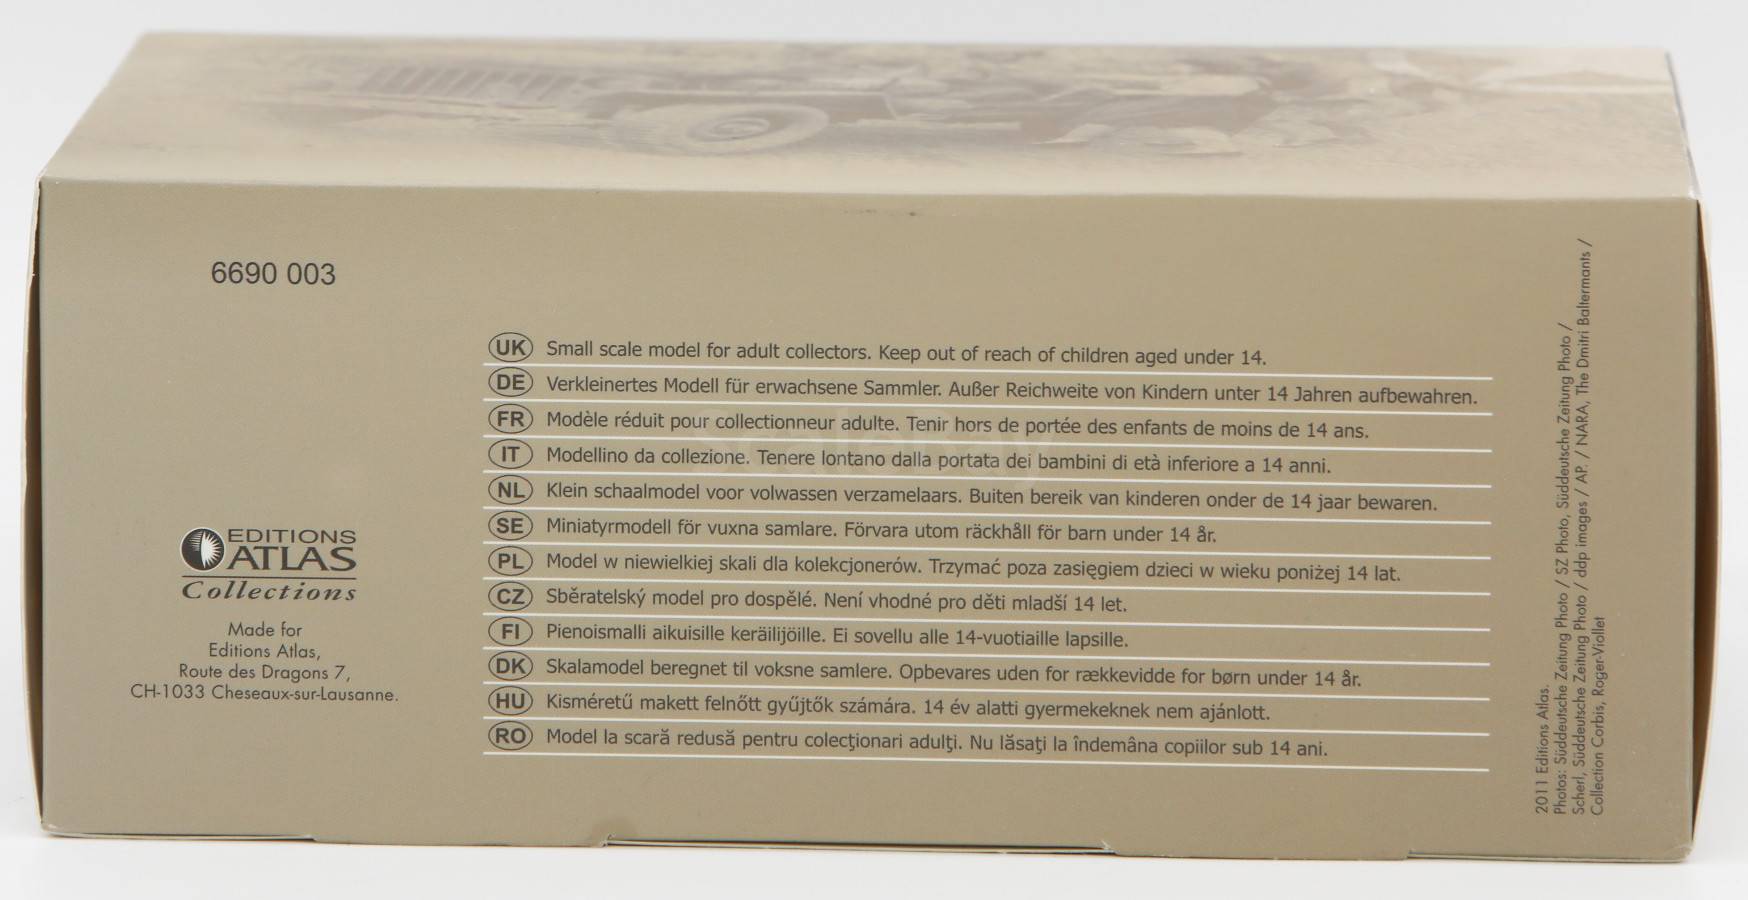 6690 003
UK Small scale model for adult collectors. Keep out of reach of children aged under 14.
DE Verkleinertes Modell für erwachsene Sammler. Außer Reichweite von Kindern unter 14 Jahren aufbewahren.
FR Modèle réduit pour collectionneur adulte. Tenir hors de portée des enfants de moins de 14 ans.
IT Modellino da collezione. Tenere lontano dalla portata dei bambini di età inferiore a 14 anni.
NL Klein schaalmodel voor volwassen verzamelaars. Buiten bereik van kinderen onder de 14 jaar bewaren.
SE Miniatyrmodell för vuxna samlare. Förvara utom räckhåll för barn under 14 år.
PL Model w niewielkiej skali dla kolekcjonerów. Trzymać poza zasięgiem dzieci w wieku poniżej 14 lat.
CZ Sběratelský model pro dospělé. Není vhodné pro děti mladší 14 let.
FI Pienoismalli aikuisille keräilijöille. Ei sovellu alle 14-vuotiaille lapsille.
DK Skalamodel beregnet til voksne samlere. Opbevares uden for rækkevidde for børn under 14 år.
HU Kisméretű makett felnőtt gyűjtők számára. 14 év alatti gyermekeknek nem ajánlott.
RO Model la scară redusă pentru colecţionari adulţi. Nu lăsaţi la îndemâna copiilor sub 14 ani.
EDITIONS
ATLAS
Collections
Made for
Editions Atlas,
Route des Dragons 7,
CH-1033 Cheseaux-sur-Lausanne.
2011 Editions Atlas.
Photos: Süddeutsche Zeitung Photo / SZ Photo, Süddeutsche Zeitung Photo /
Scherl, Süddeutsche Zeitung Photo / ddp images / AP. / NARA, The Dmitri Baltermants /
Collection Corbis, Roger-Viollet
ScaleBay